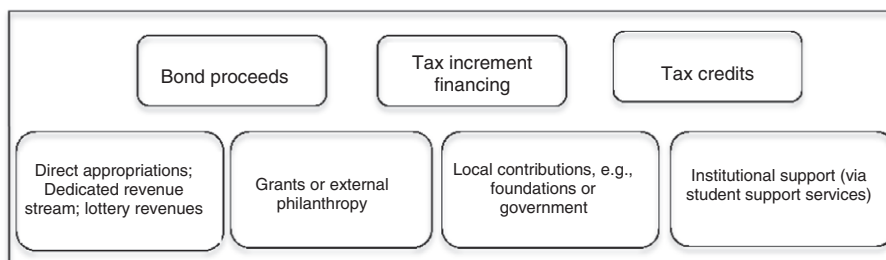 Bond proceeds
Tax increment
financing
Tax credits
Direct appropriations;
Dedicated revenue
stream; lottery revenues
Grants or external
philanthropy
Local contributions, e.g.,
foundations or
government
Institutional support (via
student support services)